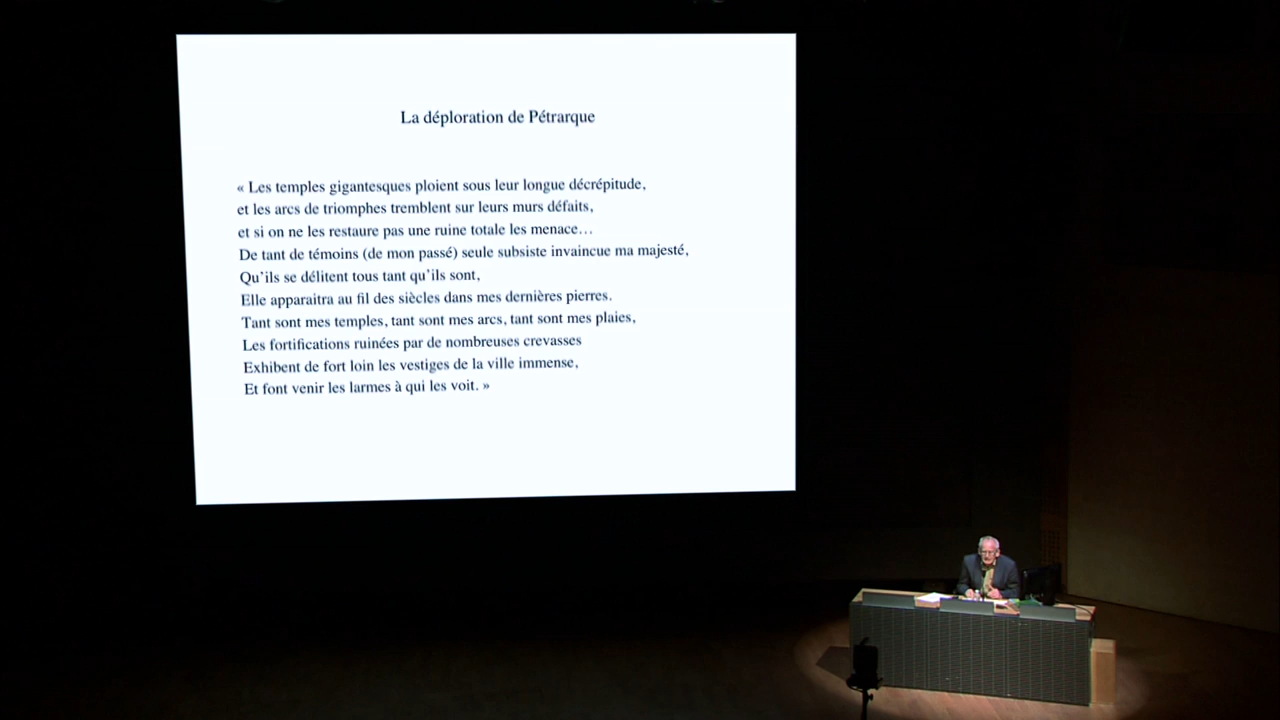 La déploration de Pétrarque
« Les temples gigantesques ploient sous leur longue décrépitude,
et les arcs de triomphes tremblent sur leurs murs défaits,
et si on ne les restaure pas une ruine totale les menace…
De tant de témoins (de mon passé) seule subsiste invaincue ma majesté,
Qu'ils se délitent tous tant qu'ils sont,
Elle apparaitra au fil des siècles dans mes dernières pierres.
Tant sont mes temples, tant sont mes arcs, tant sont mes plaies,
Les fortifications ruinées par de nombreuses crevasses
Exhibent de fort loin les vestiges de la ville immense,
Et font venir les larmes à qui les voit. »